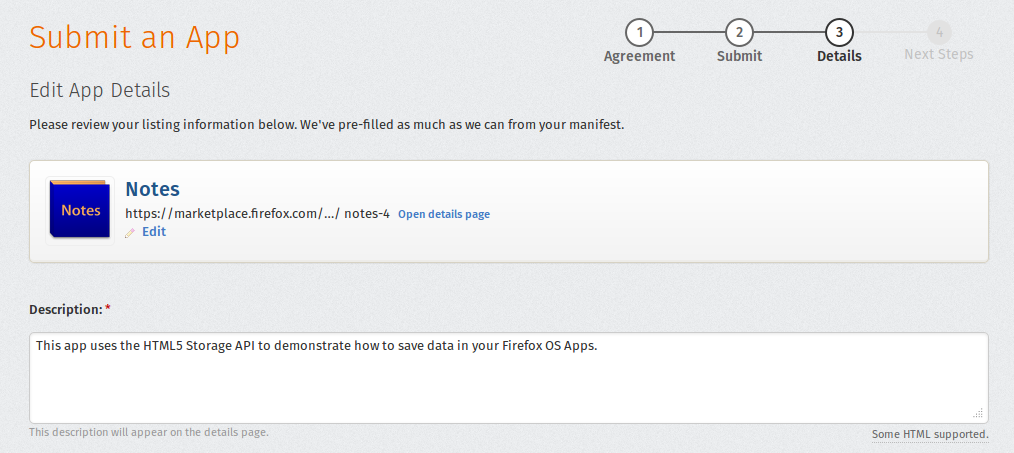 Submit an App
1 2 3 4
Agreement Submit Details Next Steps
Edit App Details
Please review your listing information below. We've pre-filled as much as we can from your manifest.
Notes
Notes
https://marketplace.firefox.com/.../ notes-4 Open details page
Edit
Description: *
This app uses the HTML5 Storage API to demonstrate how to save data in your Firefox OS Apps.
This description will appear on the details page.
Some HTML supported.